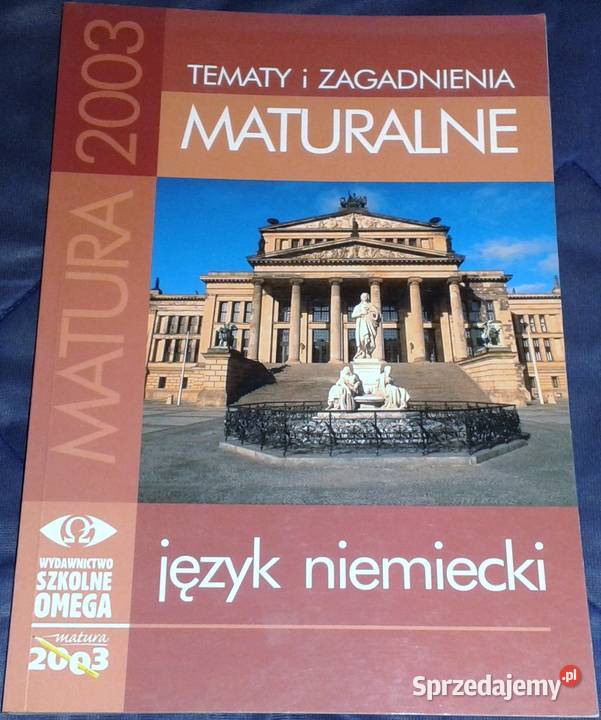 MATURA 2003
TEMATY i ZAGADNIENIA
MATURALNE
Ω
WYDAWNICTWO
SZKOLNE
OMEGA
matura
2003
język niemiecki
Sprzedajemy.pl